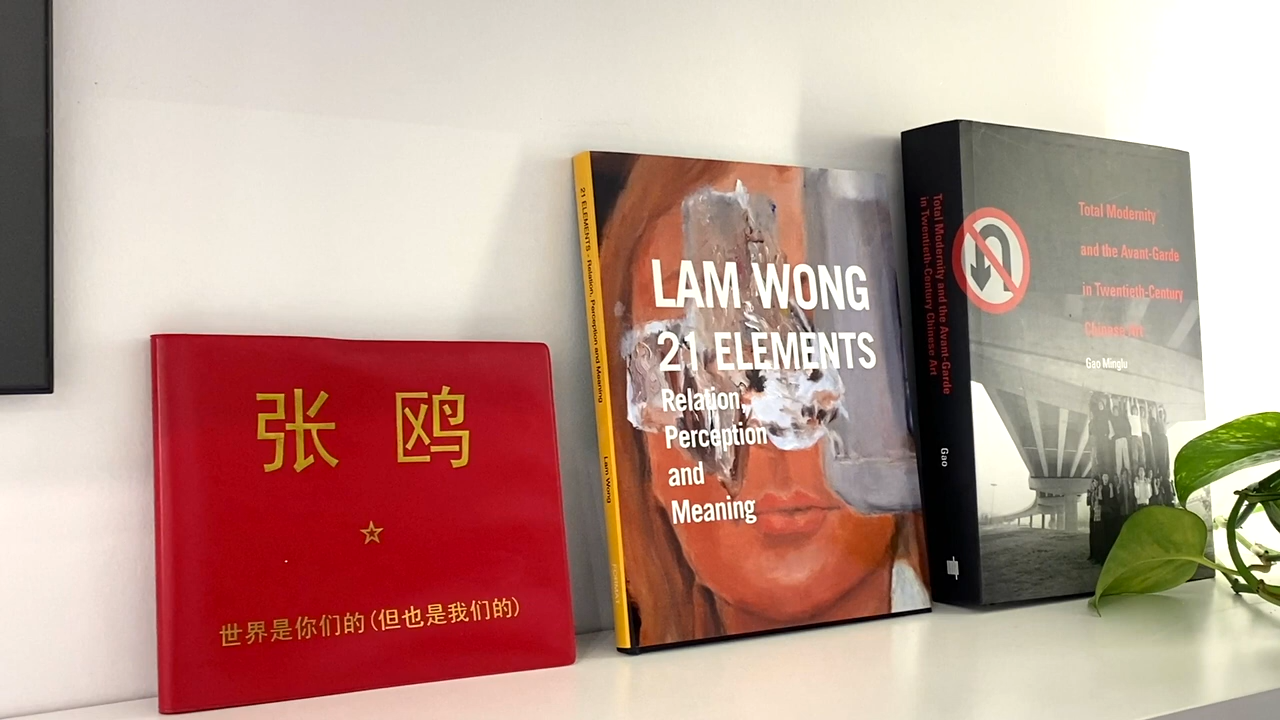 张 鸥
世界是你们的(但也是我们的)
21 ELEMENTS - Relation, Perception and Meaning
Lam Wong
LAM WONG
21 ELEMENTS
Relation,
Perception
and
Meaning
Total Modernity and the Avant-Garde
in Twentieth-Century Chinese Art
Gao
Total Modernity
and the Avant-Garde
in Twentieth-Century
Chinese Art
Gao Minglu